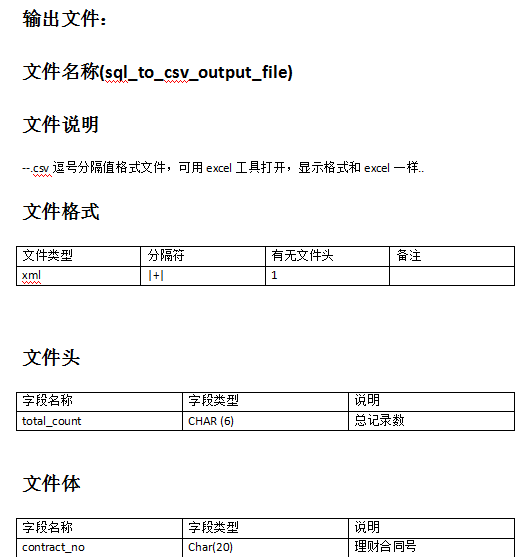 输出文件：
文件名称(sql_to_csv_output_file)
文件说明
--.csv 逗号分隔值格式文件，可用 excel 工具打开，显示格式和 excel 一样..
文件格式
文件类型 分隔符 有无文件头 备注
xml |+| 1
文件头
字段名称 字段类型 说明
total_count CHAR (6) 总记录数
文件体
字段名称 字段类型 说明
contract_no Char(20) 理财合同号